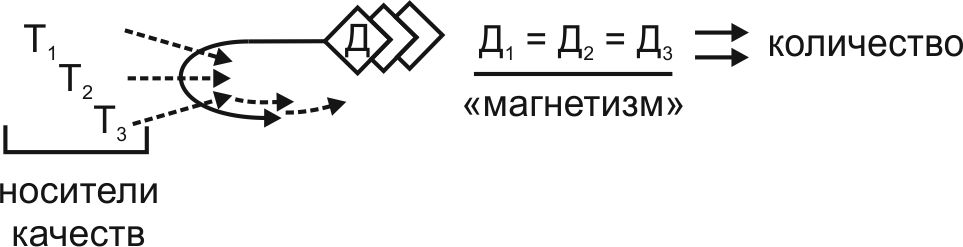 Т₁
Т₂
Т₃
носители
качеств
Д
Д₁ = Д₂ = Д₃
«магнетизм»
количество